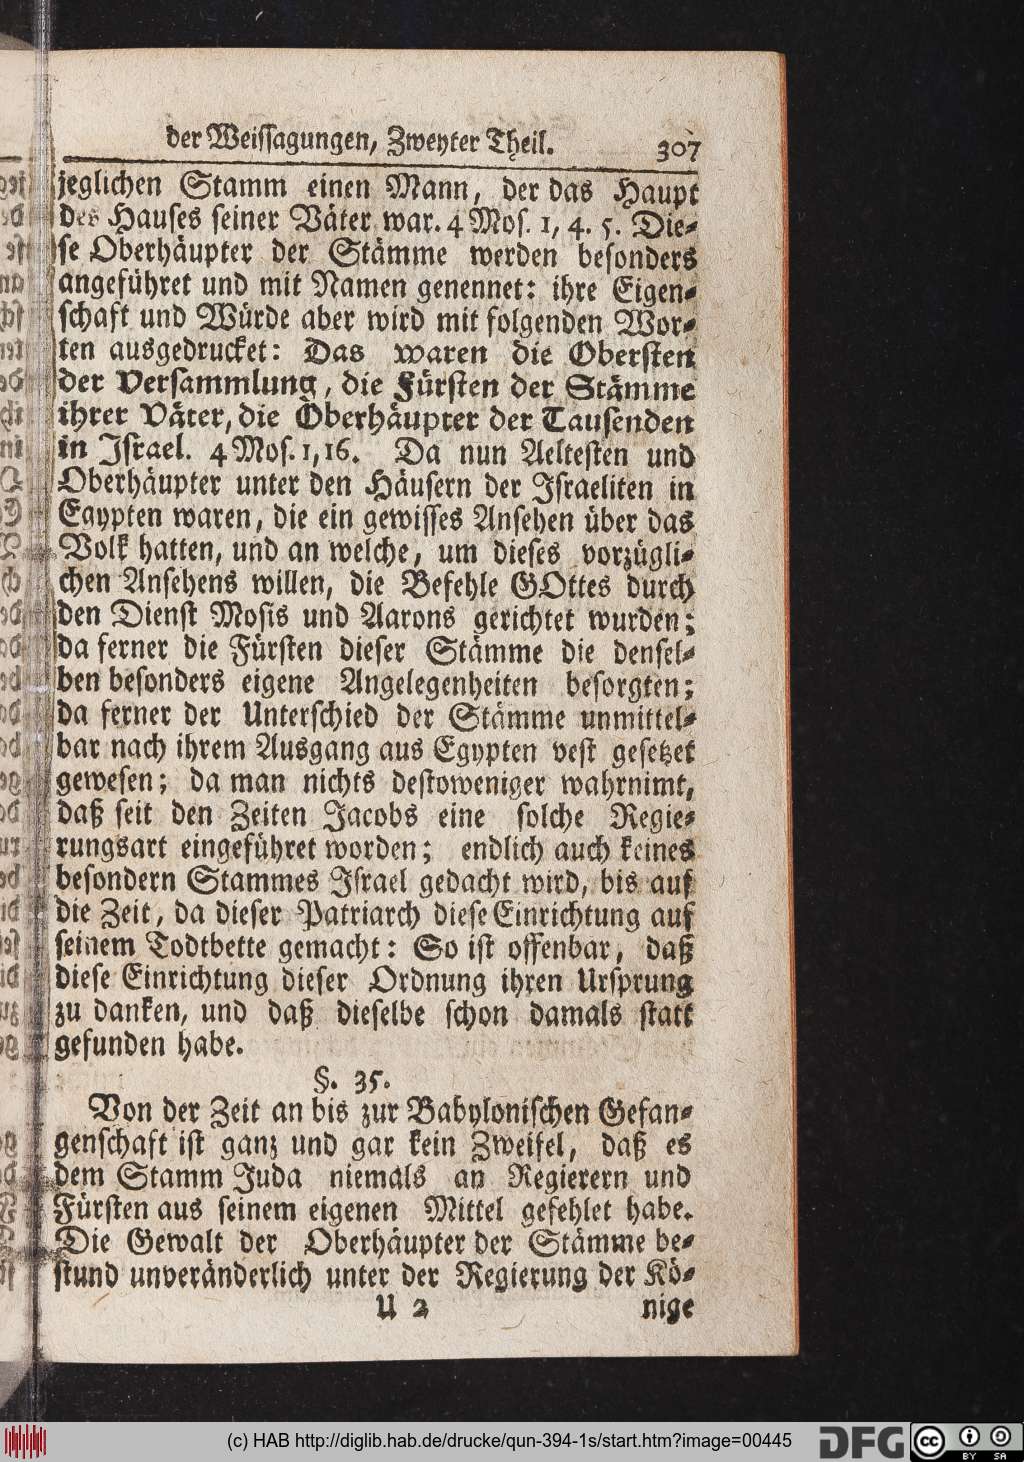 der Weissagungen, Zweyter Theil. 307
jeglichen Stamm einen Mann, der das Haupt
des Hauses seiner Väter war. 4 Mos. 1, 4. 5. Die-
se Oberhäupter der Stämme werden besonders
angeführet und mit Namen genennet: ihre Eigen-
schaft und Würde aber wird mit folgenden Wor-
ten ausgedrucket: Das waren die Obersten
der Versammlung, die Fürsten der Stämme
ihrer Väter, die Oberhäupter der Tausenden
in Israel. 4 Mos. 1, 16. Da nun Aeltesten und
Oberhäupter unter den Häusern der Israeliten in
Egypten waren, die ein gewisses Ansehen über das
Volk hatten, und an welche, um dieses vorzügli-
chen Ansehens willen, die Befehle GOttes durch
den Dienst Mosis und Aarons gerichtet wurden;
da ferner die Fürsten dieser Stämme die densel-
ben besonders eigene Angelegenheiten besorgten;
da ferner der Unterschied der Stämme unmittel-
bar nach ihrem Ausgang aus Egypten vest gesetzet
gewesen; da man nichts destoweniger wahrnimt,
daß seit den Zeiten Jacobs eine solche Regie-
rungsart eingeführet worden; endlich auch keines
besondern Stammes Israel gedacht wird, bis auf
die Zeit, da dieser Patriarch diese Einrichtung auf
seinem Todtbette gemacht: So ist offenbar, daß
diese Einrichtung dieser Ordnung ihren Ursprung
zu danken, und daß dieselbe schon damals statt
gefunden habe.
§. 35.
Von der Zeit an bis zur Babylonischen Gefan-
genschaft ist ganz und gar kein Zweifel, daß es
dem Stamm Juda niemals an Regierern und
Fürsten aus seinem eigenen Mittel gefehlet habe.
Die Gewalt der Oberhäupter der Stämme be-
stund unveränderlich unter der Regierung der Kö-
U 2 nige
(c) HAB http://diglib.hab.de/drucke/qun-394-1s/start.htm?image=00445
DFG cc BY SA